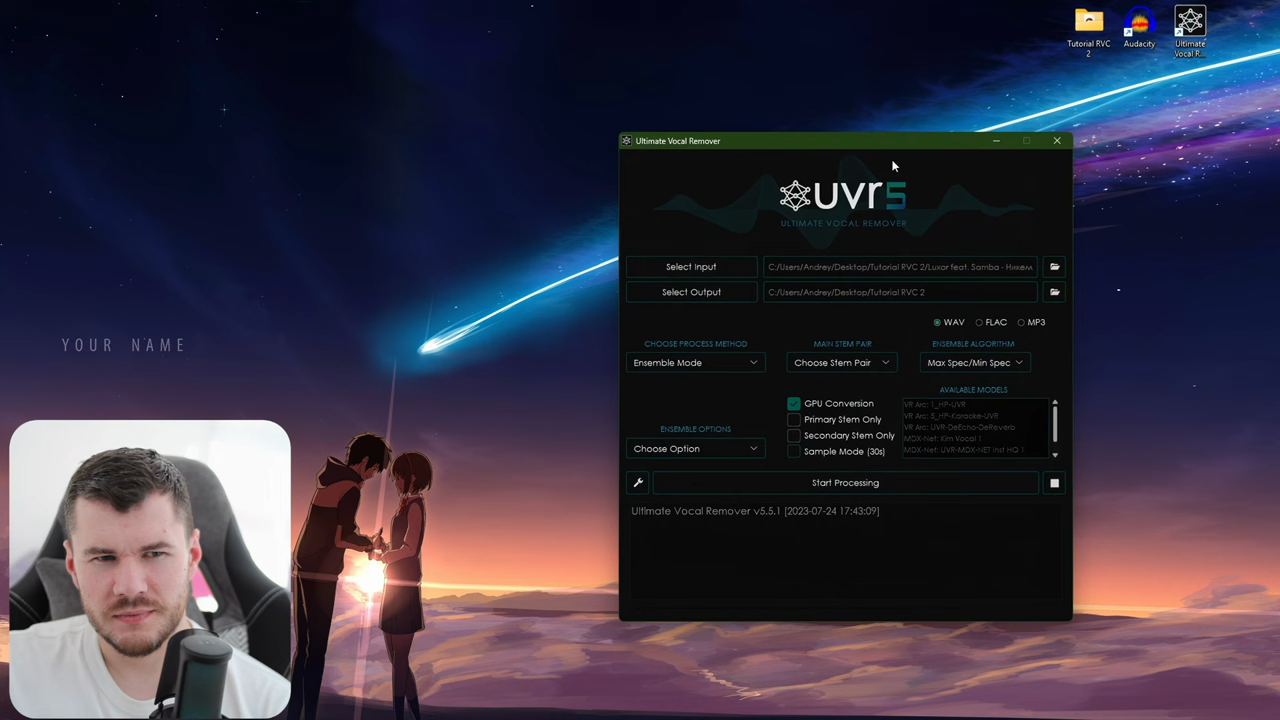 Tutorial RVC
2
Audacity
Ultimate
Vocal R...
Ultimate Vocal Remover
uvr5
ULTIMATE VOCAL REMOVER
Select Input
C:/Users/Andrey/Desktop/Tutorial RVC 2/Luxor feat. Samba - Никем
Select Output
C:/Users/Andrey/Desktop/Tutorial RVC 2
WAV FLAC MP3
CHOOSE PROCESS METHOD
MAIN STEM PAIR
ENSEMBLE ALGORITHM
Ensemble Mode
Choose Stem Pair
Max Spec/Min Spec
AVAILABLE MODELS
GPU Conversion
Primary Stem Only
Secondary Stem Only
Sample Mode (30s)
VR Arc: 1_HP-UVR
VR Arc: 5_HP-Karaoke-UVR
VR Arc: UVR-DeEcho-DeReverb
MDX-Net: Kim Vocal 1
MDX-Net: UVR-MDX-NET Inst HQ 1
ENSEMBLE OPTIONS
Choose Option
Start Processing
Ultimate Vocal Remover v5.5.1 [2023-07-24 17:43:09]
YOUR NAME